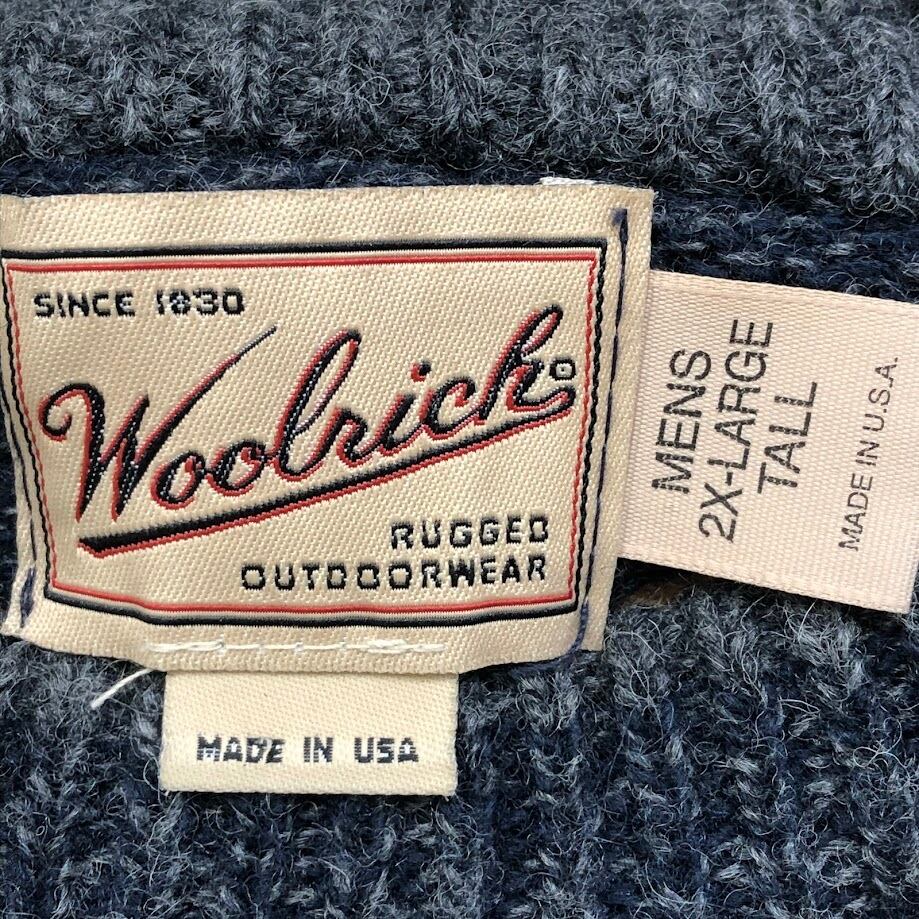 SINCE 1830
Woolrich®
RUGGED
OUTDOORWEAR
MADE IN USA
MENS
2X-LARGE
TALL
MADE IN U.S.A.